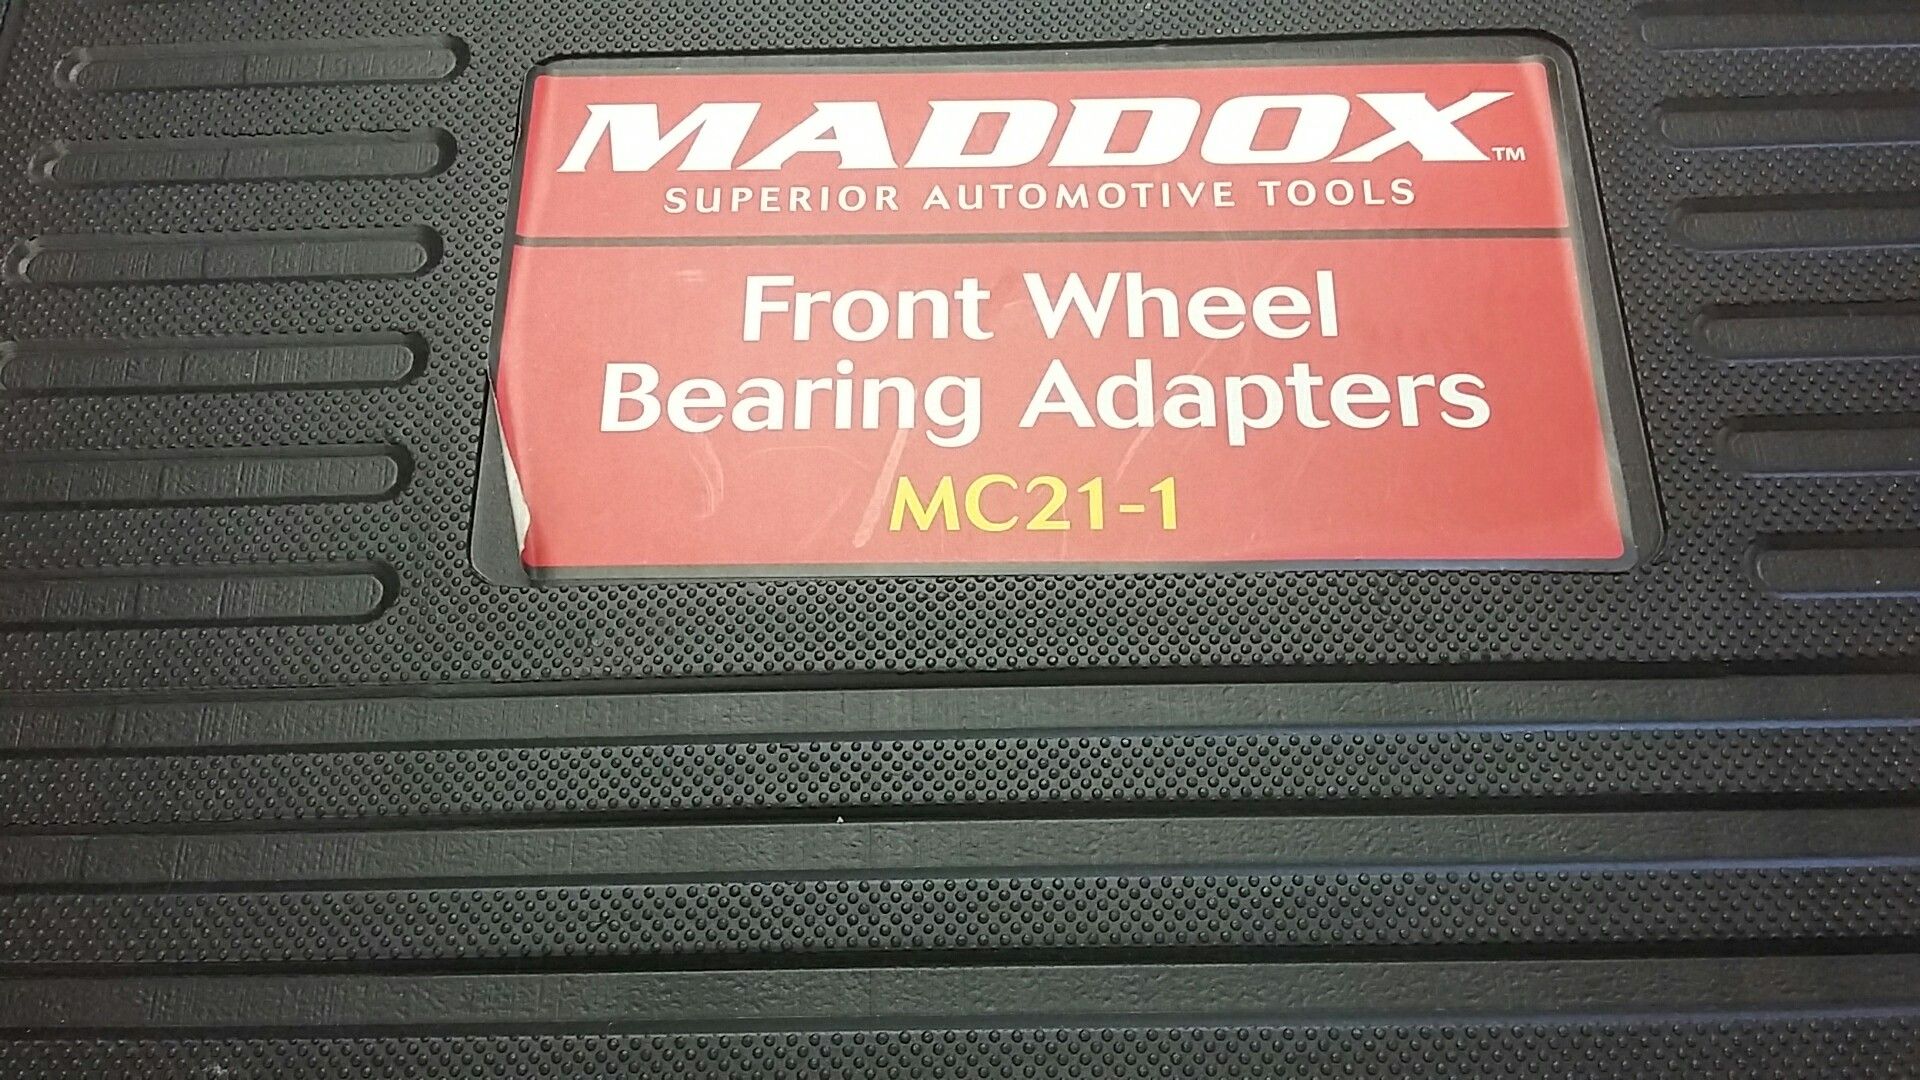 MADDOX™
SUPERIOR AUTOMOTIVE TOOLS
Front Wheel
Bearing Adapters
MC21-1